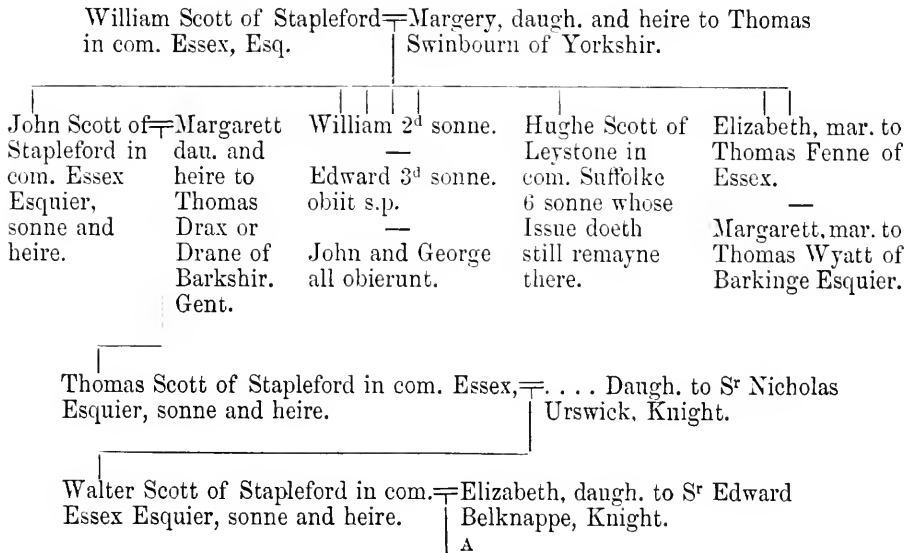 William Scott of Stapleford
in com. Essex, Esq.
Margery, daugh. and heire to Thomas
Swinbourn of Yorkshir.
John Scott of
Stapleford in
com. Essex
Esquier,
sonne and
heire.
Margarett
dau. and
heire to
Thomas
Drax or
Drane of
Barkshir.
Gent.
William 2d sonne.
—
Edward 3d sonne.
obiit s.p.
—
John and George
all obierunt.
Hughe Scott of
Leystone in
com. Suffolke
6 sonne whose
Issue doeth
still remayne
there.
Elizabeth, mar. to
Thomas Fenne of
Essex.
—
Margarett, mar. to
Thomas Wyatt of
Barkinge Esquier.
Thomas Scott of Stapleford in com. Essex,
Esquier, sonne and heire.
. . . . Daugh. to Sr Nicholas
Urswick, Knight.
Walter Scott of Stapleford in com.
Essex Esquier, sonne and heire.
Elizabeth, daugh. to Sr Edward
Belknappe, Knight.
A